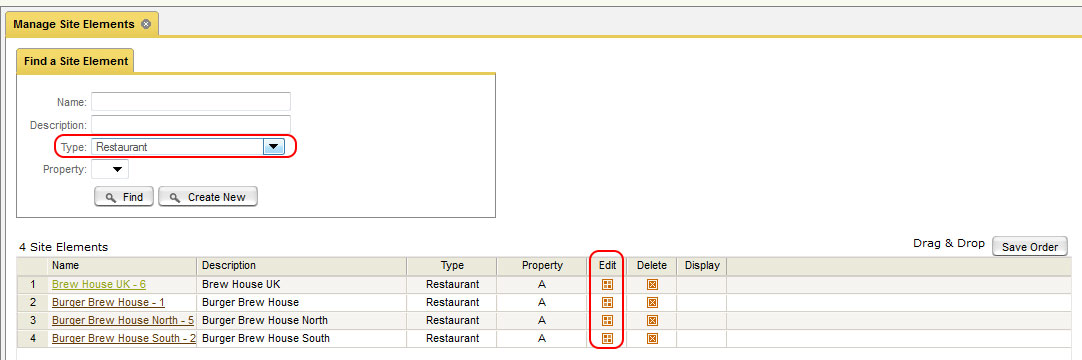 Manage Site Elements
Find a Site Element
Name:
Description:
Type: Restaurant
Property:
Find Create New
4 Site Elements Drag & Drop Save Order
Name Description Type Property Edit Delete Display
1 Brew House UK - 6 Brew House UK Restaurant A
2 Burger Brew House - 1 Burger Brew House Restaurant A
3 Burger Brew House North - 5 Burger Brew House North Restaurant A
4 Burger Brew House South - 2 Burger Brew House South Restaurant A